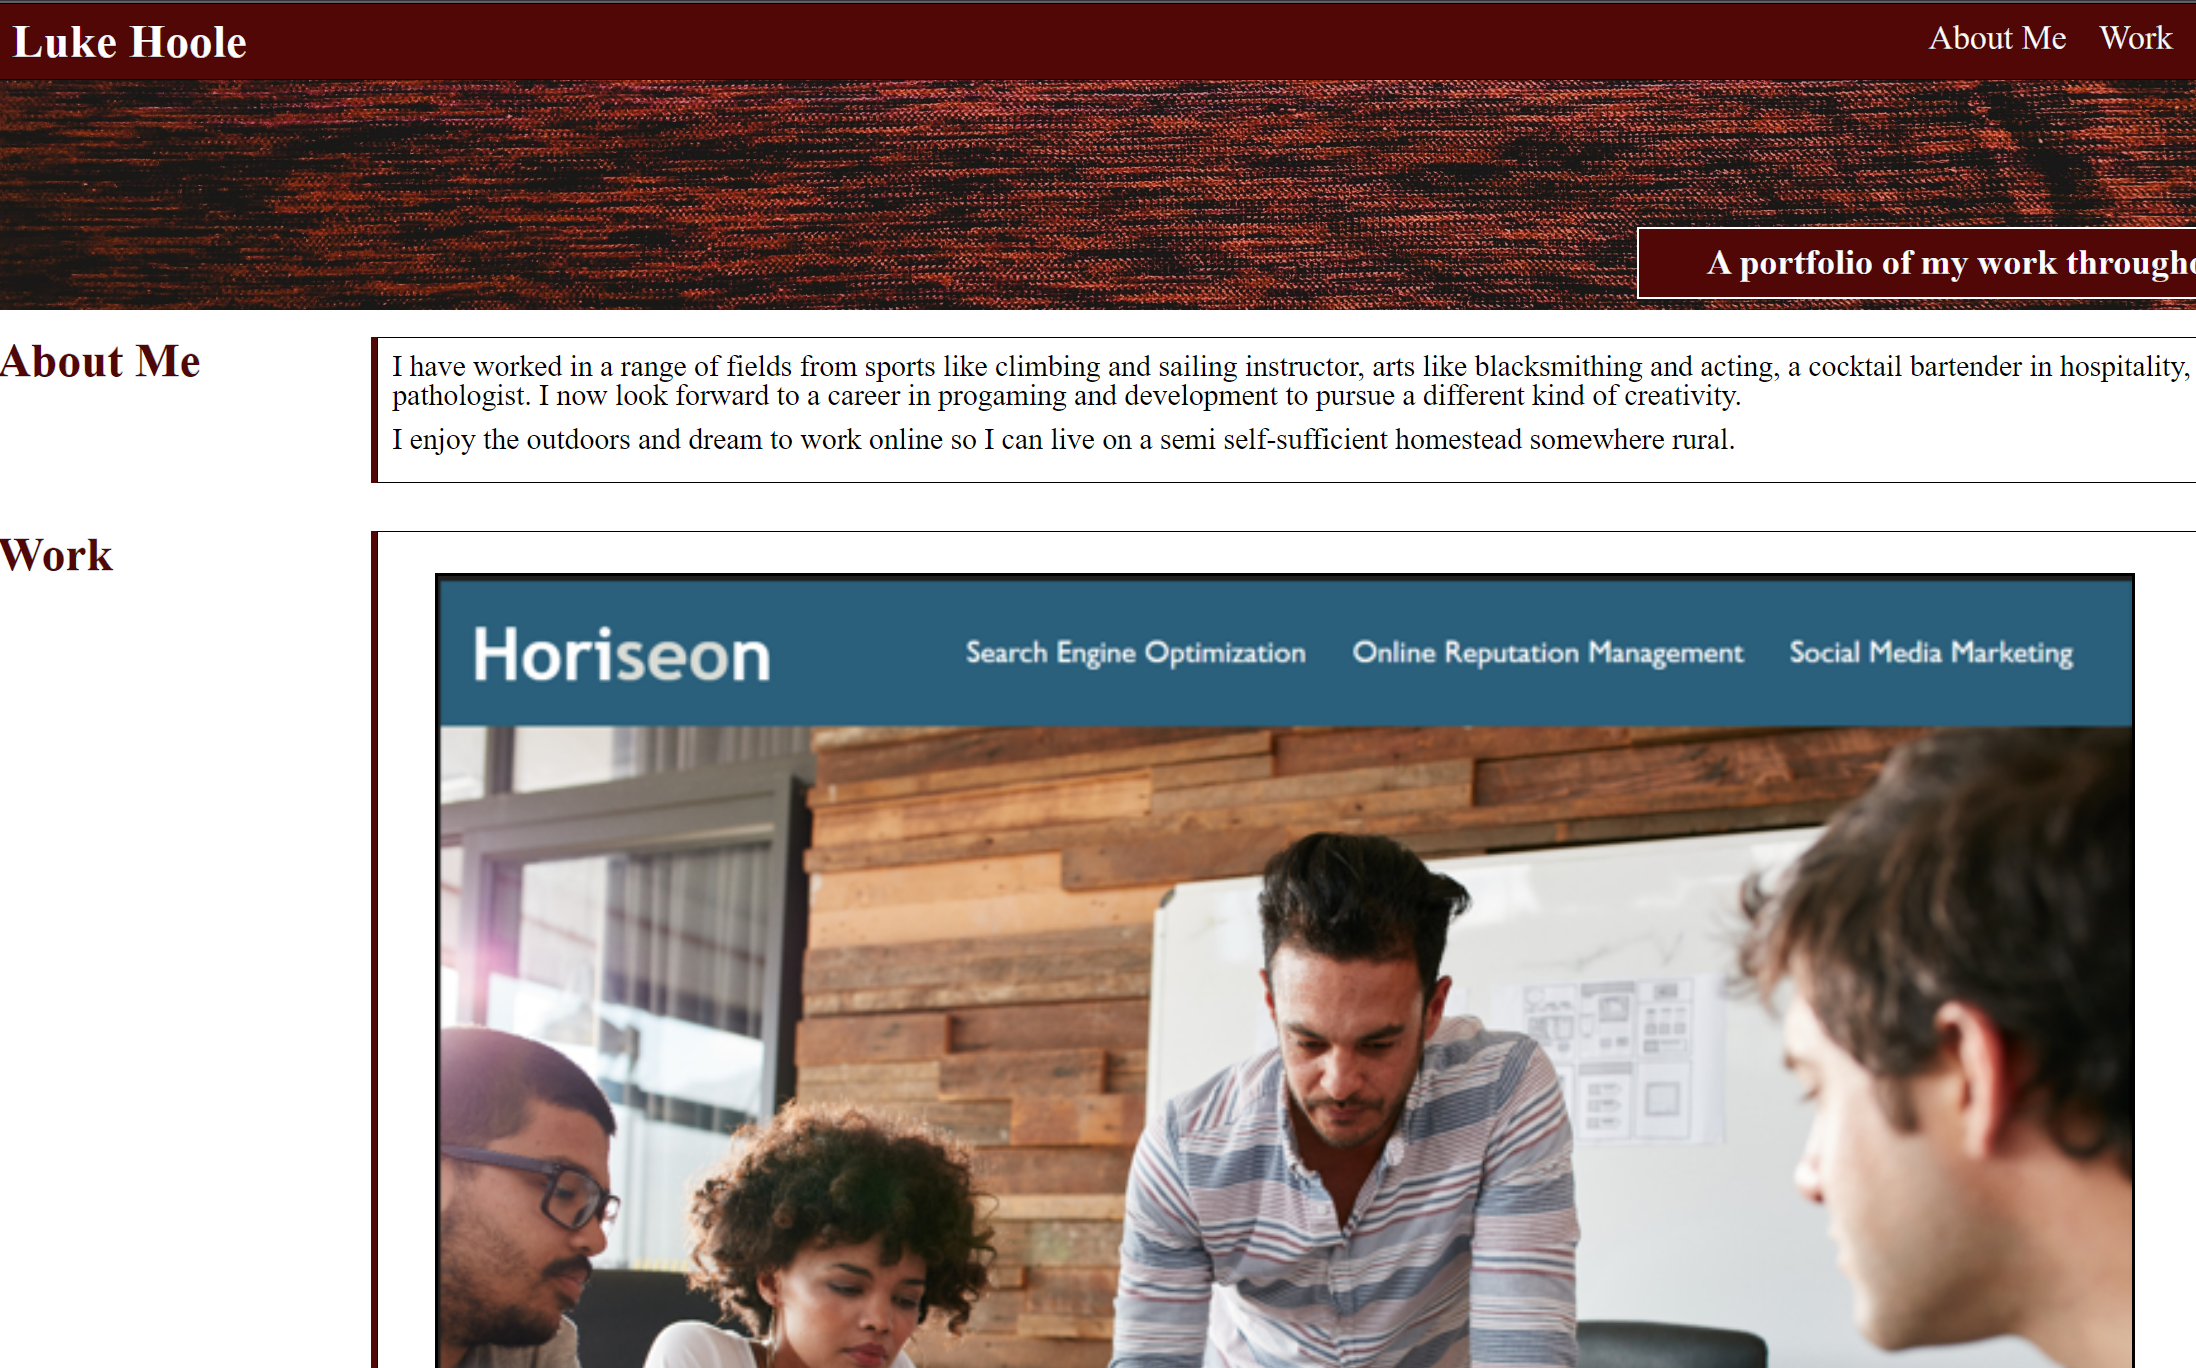 Luke Hoole
About Me Work
A portfolio of my work
About Me
I have worked in a range of fields from sports like climbing and sailing instructor, arts like blacksmithing and acting, a cocktail bartender in hospitality,
pathologist. I now look forward to a career in progaming and development to pursue a different kind of creativity.
I enjoy the outdoors and dream to work online so I can live on a semi self-sufficient homestead somewhere rural.
Work
Horiseon
Search Engine Optimization Online Reputation Management Social Media Marketing